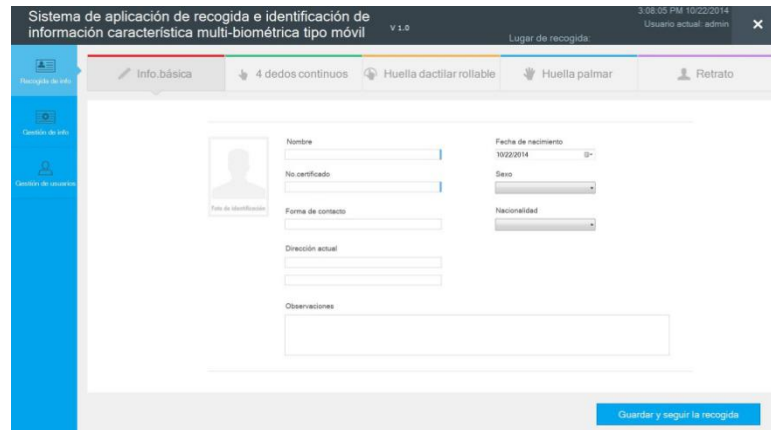 Sistema de aplicación de recogida e identificación de
información característica multi-biométrica tipo móvil
V 1.0
Lugar de recogida:
3:08:05 PM 10/22/2014
Usuario actual: admin
Recogida de info
Gestión de info
Gestión de usuarios
Info.básica
4 dedos continuos
Huella dactilar rollable
Huella palmar
Retrato
Foto de identificación
Nombre
Fecha de nacimiento
10/22/2014
No.certificado
Sexo
Forma de contacto
Nacionalidad
Dirección actual
Observaciones
Guardar y seguir la recogida